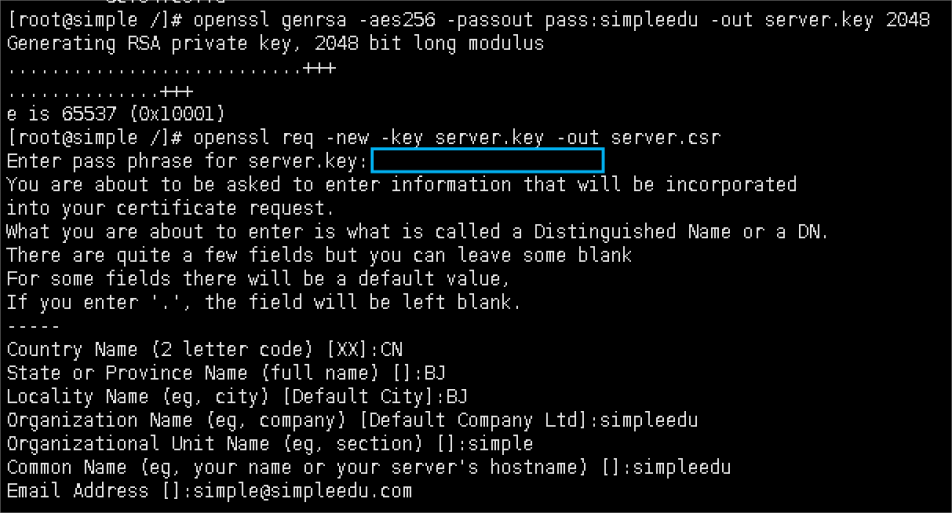 [root@simple /]# openssl genrsa -aes256 -passout pass:simpleedu -out server.key 2048
Generating RSA private key, 2048 bit long modulus
...........................+++
..............+++
e is 65537 (0x10001)
[root@simple /]# openssl req -new -key server.key -out server.csr
Enter pass phrase for server.key:
You are about to be asked to enter information that will be incorporated
into your certificate request.
What you are about to enter is what is called a Distinguished Name or a DN.
There are quite a few fields but you can leave some blank
For some fields there will be a default value,
If you enter '.', the field will be left blank.
-----
Country Name (2 letter code) [XX]:CN
State or Province Name (full name) []:BJ
Locality Name (eg, city) [Default City]:BJ
Organization Name (eg, company) [Default Company Ltd]:simpleedu
Organizational Unit Name (eg, section) []:simple
Common Name (eg, your name or your server's hostname) []:simpleedu
Email Address []:simple@simpleedu.com